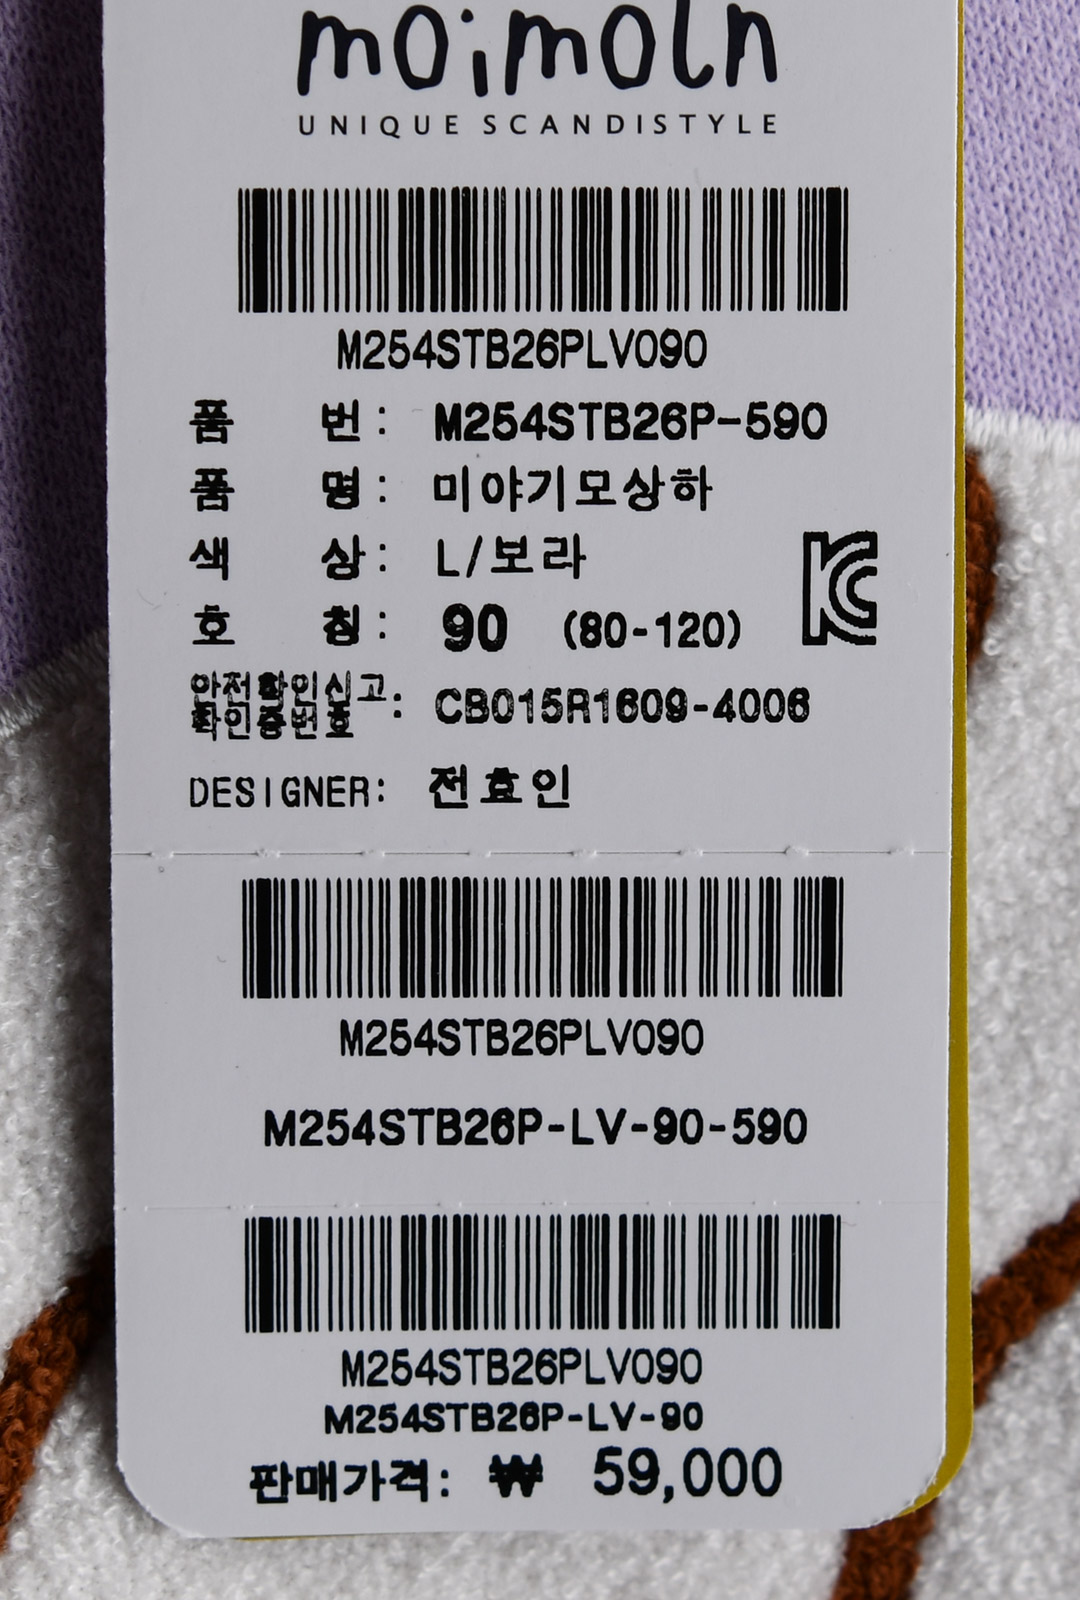 moimoln
UNIQUE SCANDISTYLE
M254STB26PLV090
품 번: M254STB26P-590
품 명: 미야기모상하
색 상: L/보라
호 칭: 90 (80-120)
안전확인신고
확인증번호: CB015R1609-4006
DESIGNER: 전효인
M254STB26PLV090
M254STB26P-LV-90-590
M254STB26PLV090
M254STB26P-LV-90
판매가격: ₩ 59,000